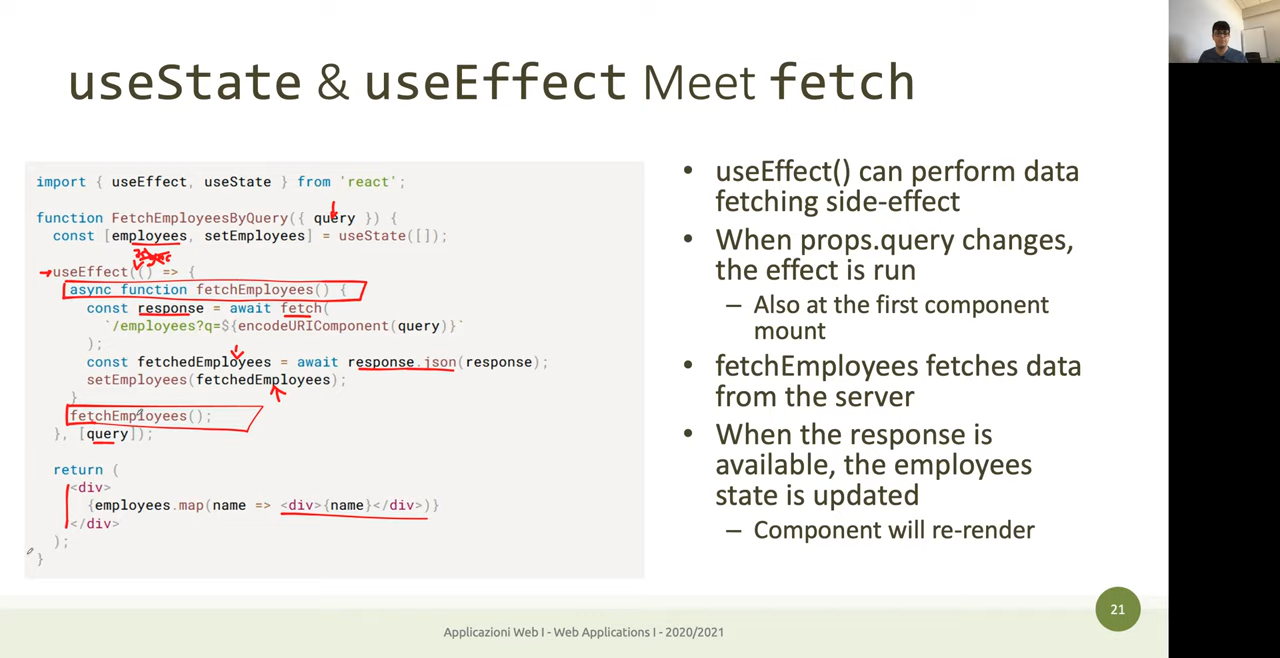 useState & useEffect Meet fetch
import { useEffect, useState } from 'react';
function FetchEmployeesByQuery({ query }) {
const [employees, setEmployees] = useState([]);
useEffect(() => {
async function fetchEmployees() {
const response = await fetch(
`/employees?q=${encodeURIComponent(query)}`
);
const fetchedEmployees = await response.json(response);
setEmployees(fetchedEmployees);
}
fetchEmployees();
}, [query]);
return (
<div>
{employees.map(name => <div>{name}</div>)}
</div>
);
}
• useEffect() can perform data
fetching side-effect
• When props.query changes,
the effect is run
– Also at the first component
mount
• fetchEmployees fetches data
from the server
• When the response is
available, the employees
state is updated
– Component will re-render
21
Applicazioni Web I - Web Applications I - 2020/2021